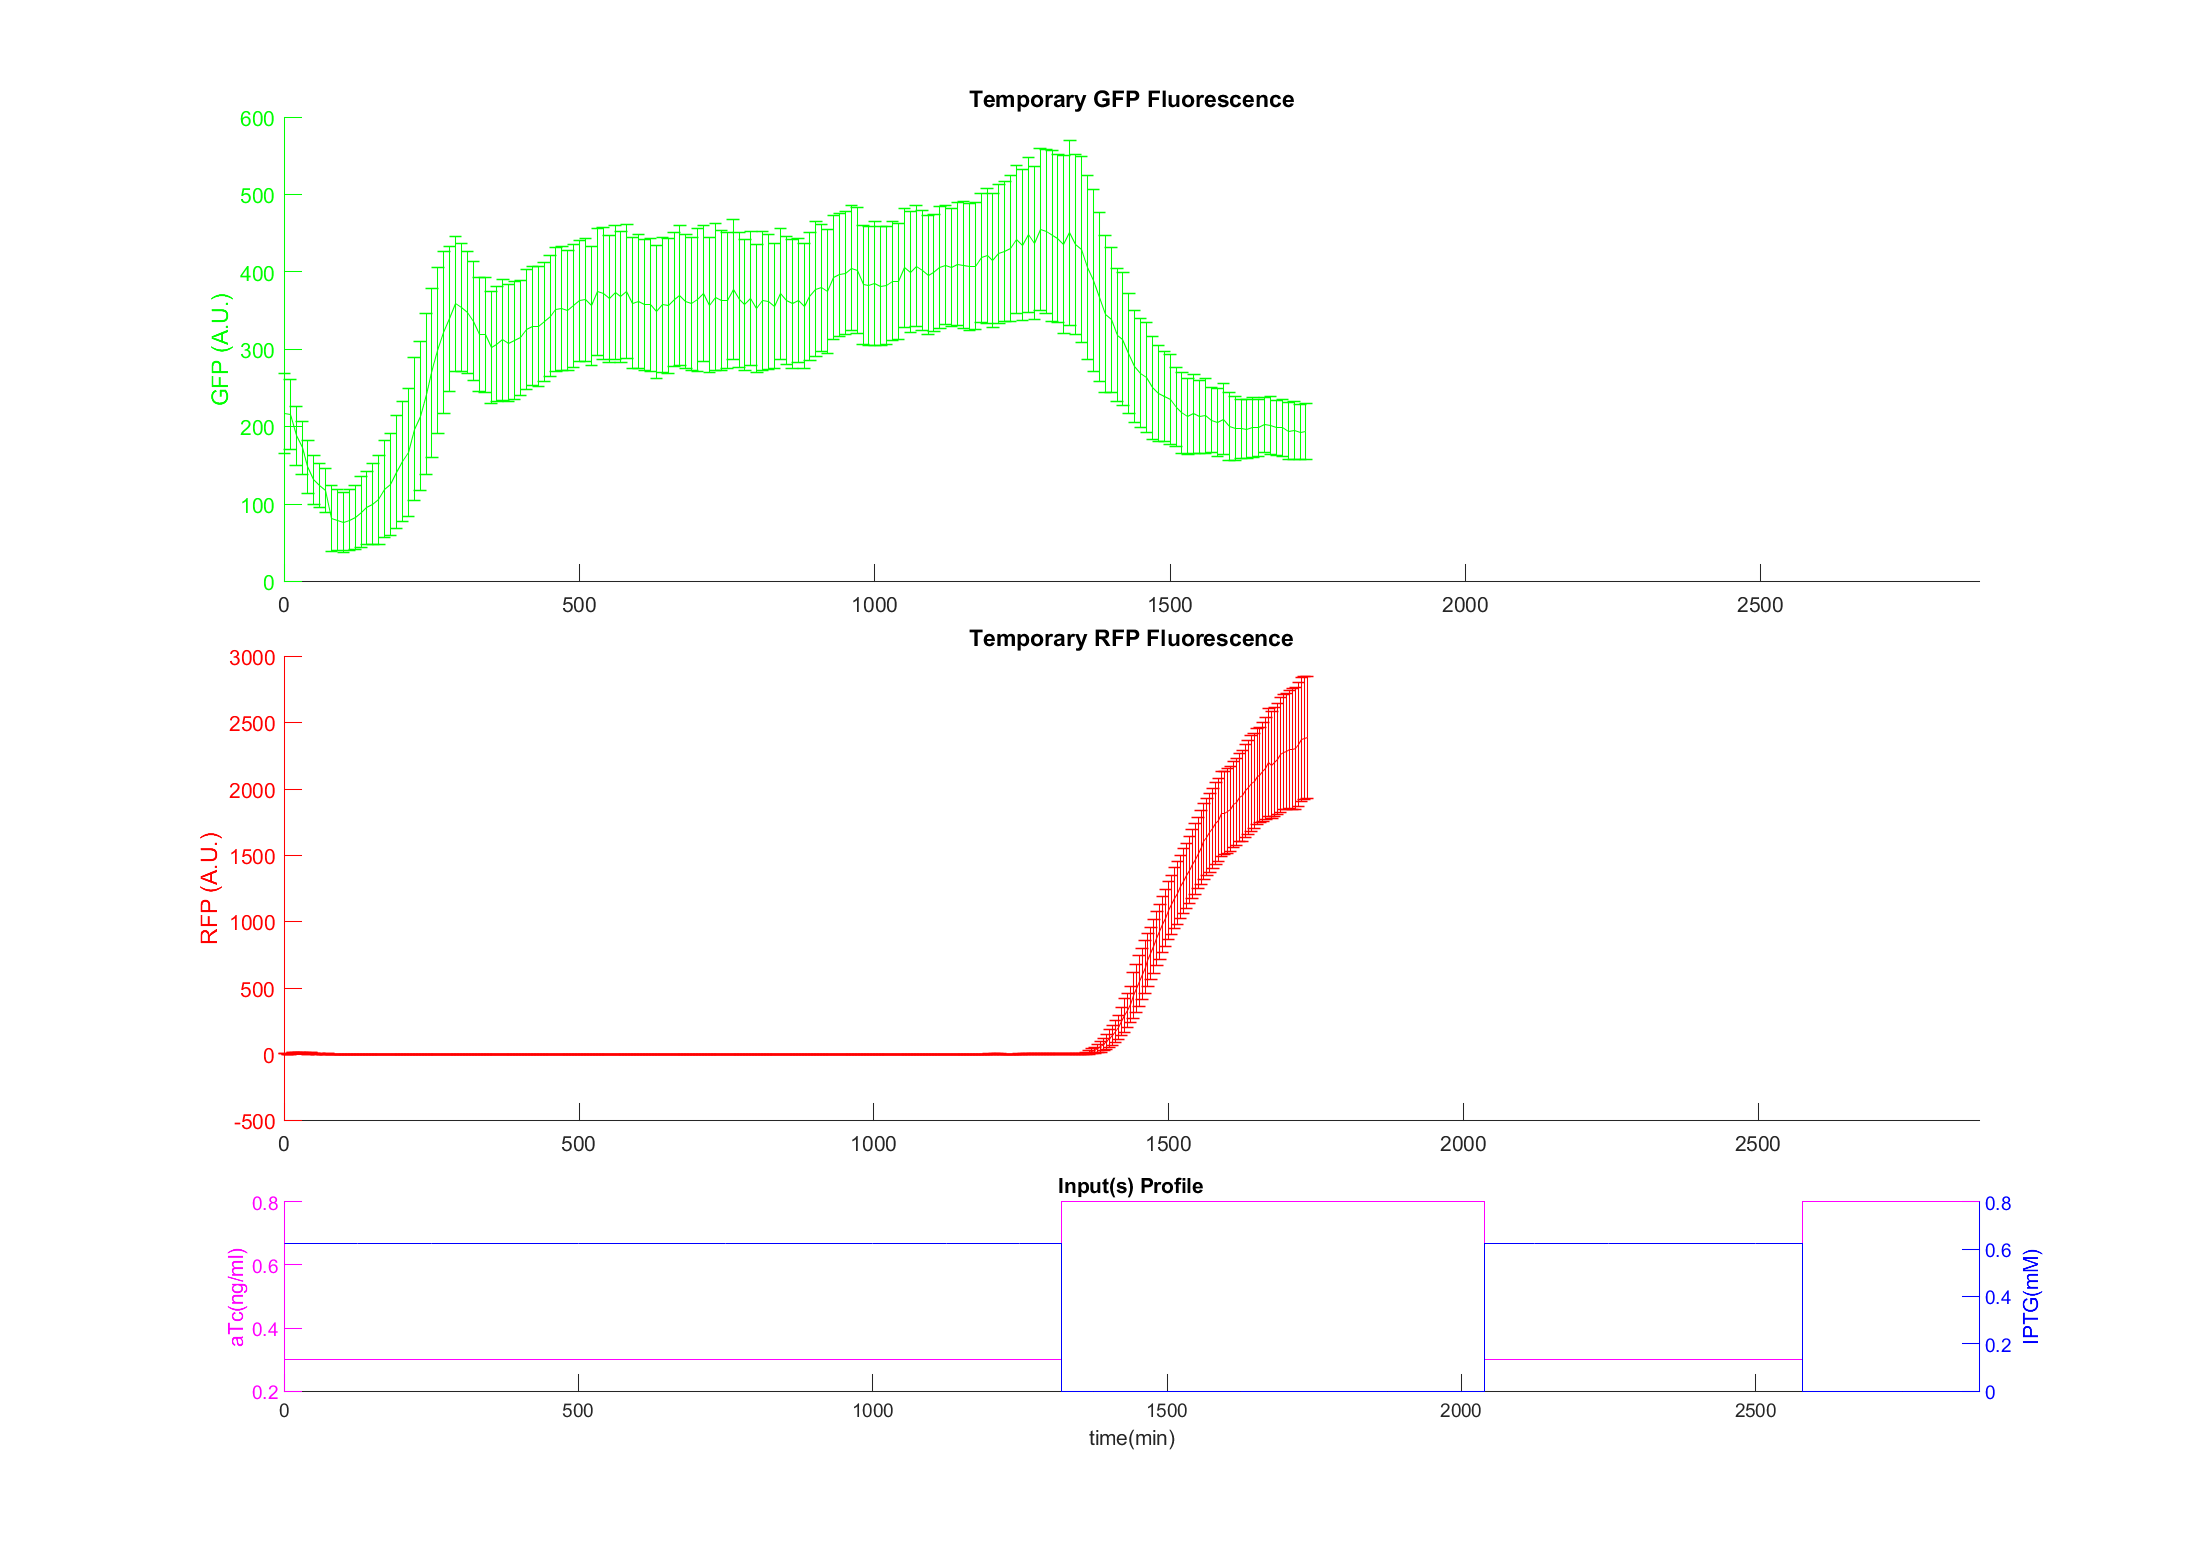 Temporary GFP Fluorescence
600
500
400
300
200
100
0
GFP (A.U.)
0 500 1000 1500 2000 2500
Temporary RFP Fluorescence
3000
2500
2000
1500
1000
500
0
-500
RFP (A.U.)
0 500 1000 1500 2000 2500
Input(s) Profile
0.8
0.6
0.4
0.2
aTc(ng/ml)
0.8
0.6
0.4
0.2
0
IPTG(mM)
0 500 1000 1500 2000 2500
time(min)